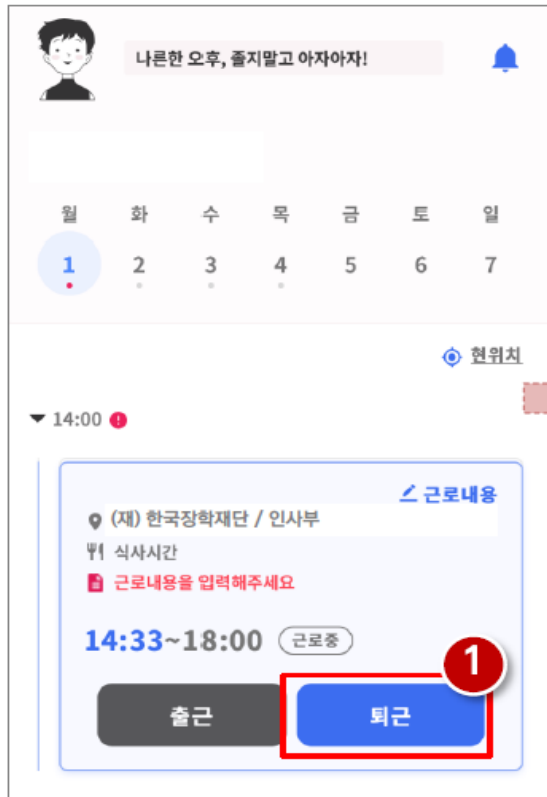 나른한 오후, 졸지말고 아자아자!
월 화 수 목 금 토 일
1 2 3 4 5 6 7
현위치
14:00 !
근로내용
(재) 한국장학재단 / 인사부
식사시간
근로내용을 입력해주세요
14:33~18:00 근로중
1
출근 퇴근